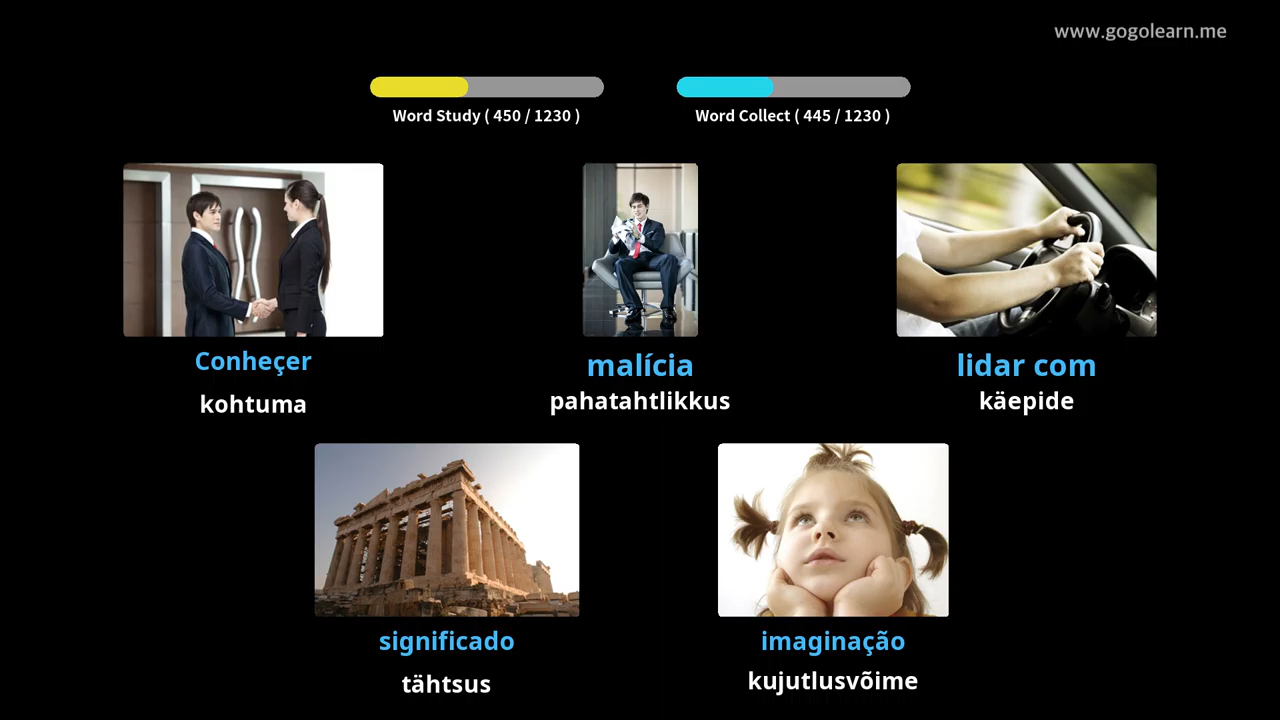 www.gogolearn.me
Word Study ( 450 / 1230 )
Word Collect ( 445 / 1230 )
Conheçer
kohtuma
malícia
pahatahtlikkus
lidar com
käepide
significado
tähtsus
imaginação
kujutlusvõime